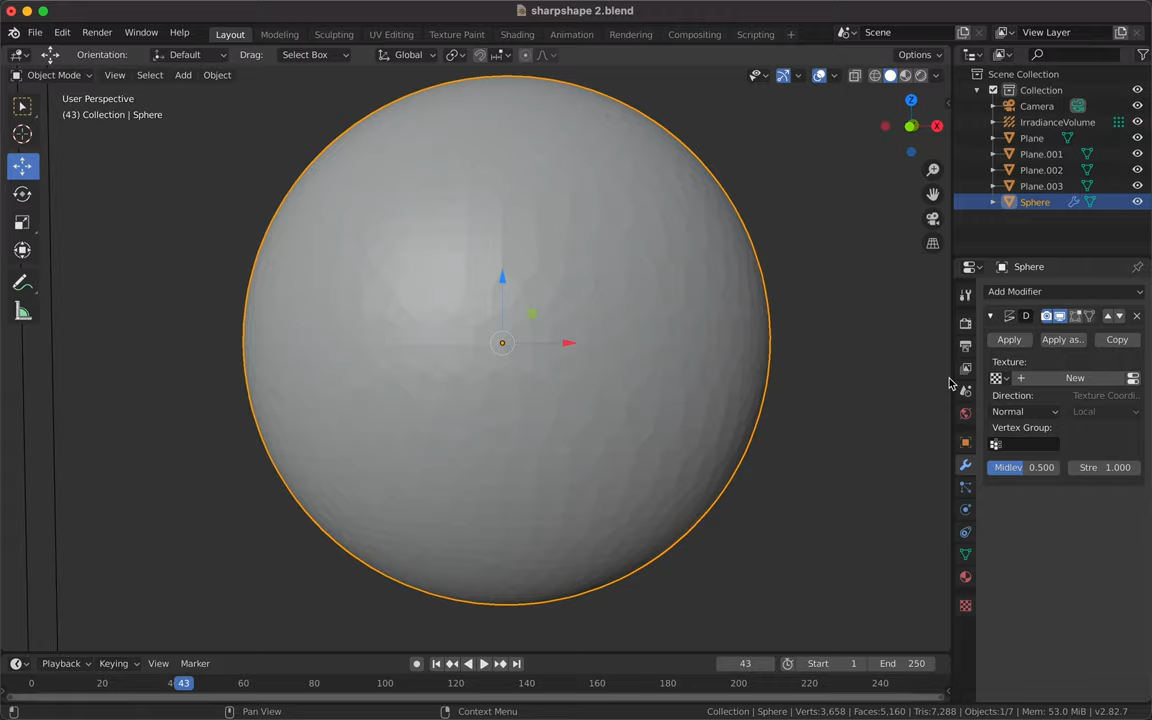 sharpshape 2.blend
File Edit Render Window Help Layout Modeling Sculpting UV Editing Texture Paint Shading Animation Rendering Compositing Scripting + Scene View Layer
Orientation: Default Drag: Select Box Global Options
Object Mode View Select Add Object
Scene Collection
Collection
Camera
IrradianceVolume
Plane
Plane.001
Plane.002
Plane.003
Sphere
User Perspective
(43) Collection | Sphere
Z
X
Sphere
Add Modifier
D
Apply Apply as.. Copy
Texture:
New
Direction: Texture Coordi..
Normal Local
Vertex Group:
Midlev 0.500 Stre 1.000
Playback Keying View Marker 43 Start 1 End 250
0 20 4 43 60 80 100 120 140 160 180 200 220 240
Pan View Context Menu Collection | Sphere | Verts:3,658 | Faces:5,160 | Tris:7,288 | Objects:1/7 | Mem: 53.0 MiB | v2.82.7